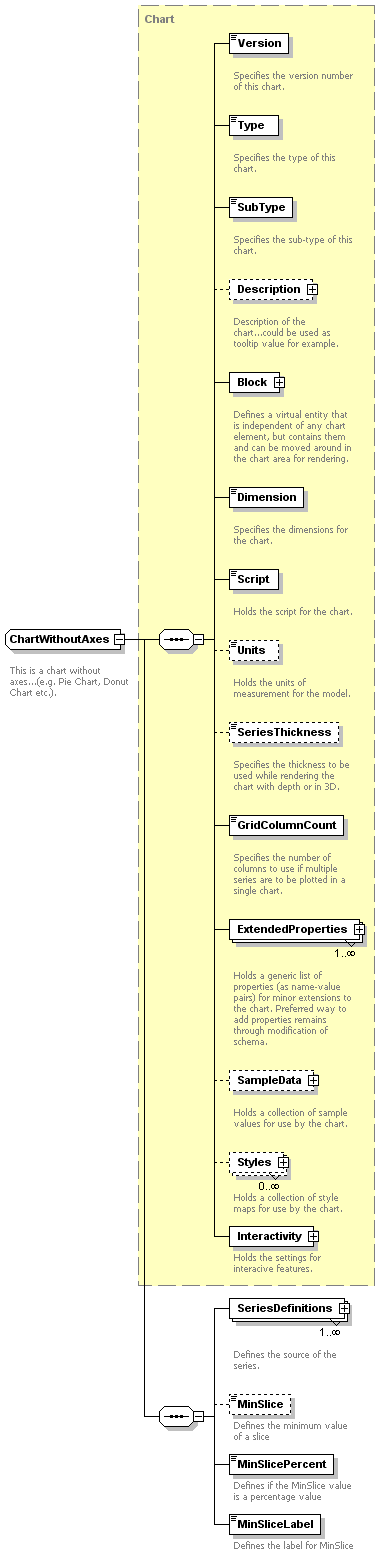 Chart
Version
Specifies the version number
of this chart.
Type
Specifies the type of this
chart.
SubType
Specifies the sub-type of this
chart.
Description
Description of the
chart...could be used as
tooltip value for example.
Block
Defines a virtual entity that
is independent of any chart
element, but contains them
and can be moved around in
the chart area for rendering.
Dimension
Specifies the dimensions for
the chart.
Script
Holds the script for the chart.
ChartWithoutAxes
This is a chart without
axes...(e.g. Pie Chart, Donut
Chart etc.).
Units
Holds the units of
measurement for the model.
SeriesThickness
Specifies the thickness to be
used while rendering the
chart with depth or in 3D.
GridColumnCount
Specifies the number of
columns to use if multiple
series are to be plotted in a
single chart.
ExtendedProperties
1..∞
Holds a generic list of
properties (as name-value
pairs) for minor extensions to
the chart. Preferred way to
add properties remains
through modification of
schema.
SampleData
Holds a collection of sample
values for use by the chart.
Styles
0..∞
Holds a collection of style
maps for use by the chart.
Interactivity
Holds the settings for
interacive features.
SeriesDefinitions
1..∞
Defines the source of the
series.
MinSlice
Defines the minimum value
of a slice
MinSlicePercent
Defines if the MinSlice value
is a percentage value
MinSliceLabel
Defines the label for MinSlice